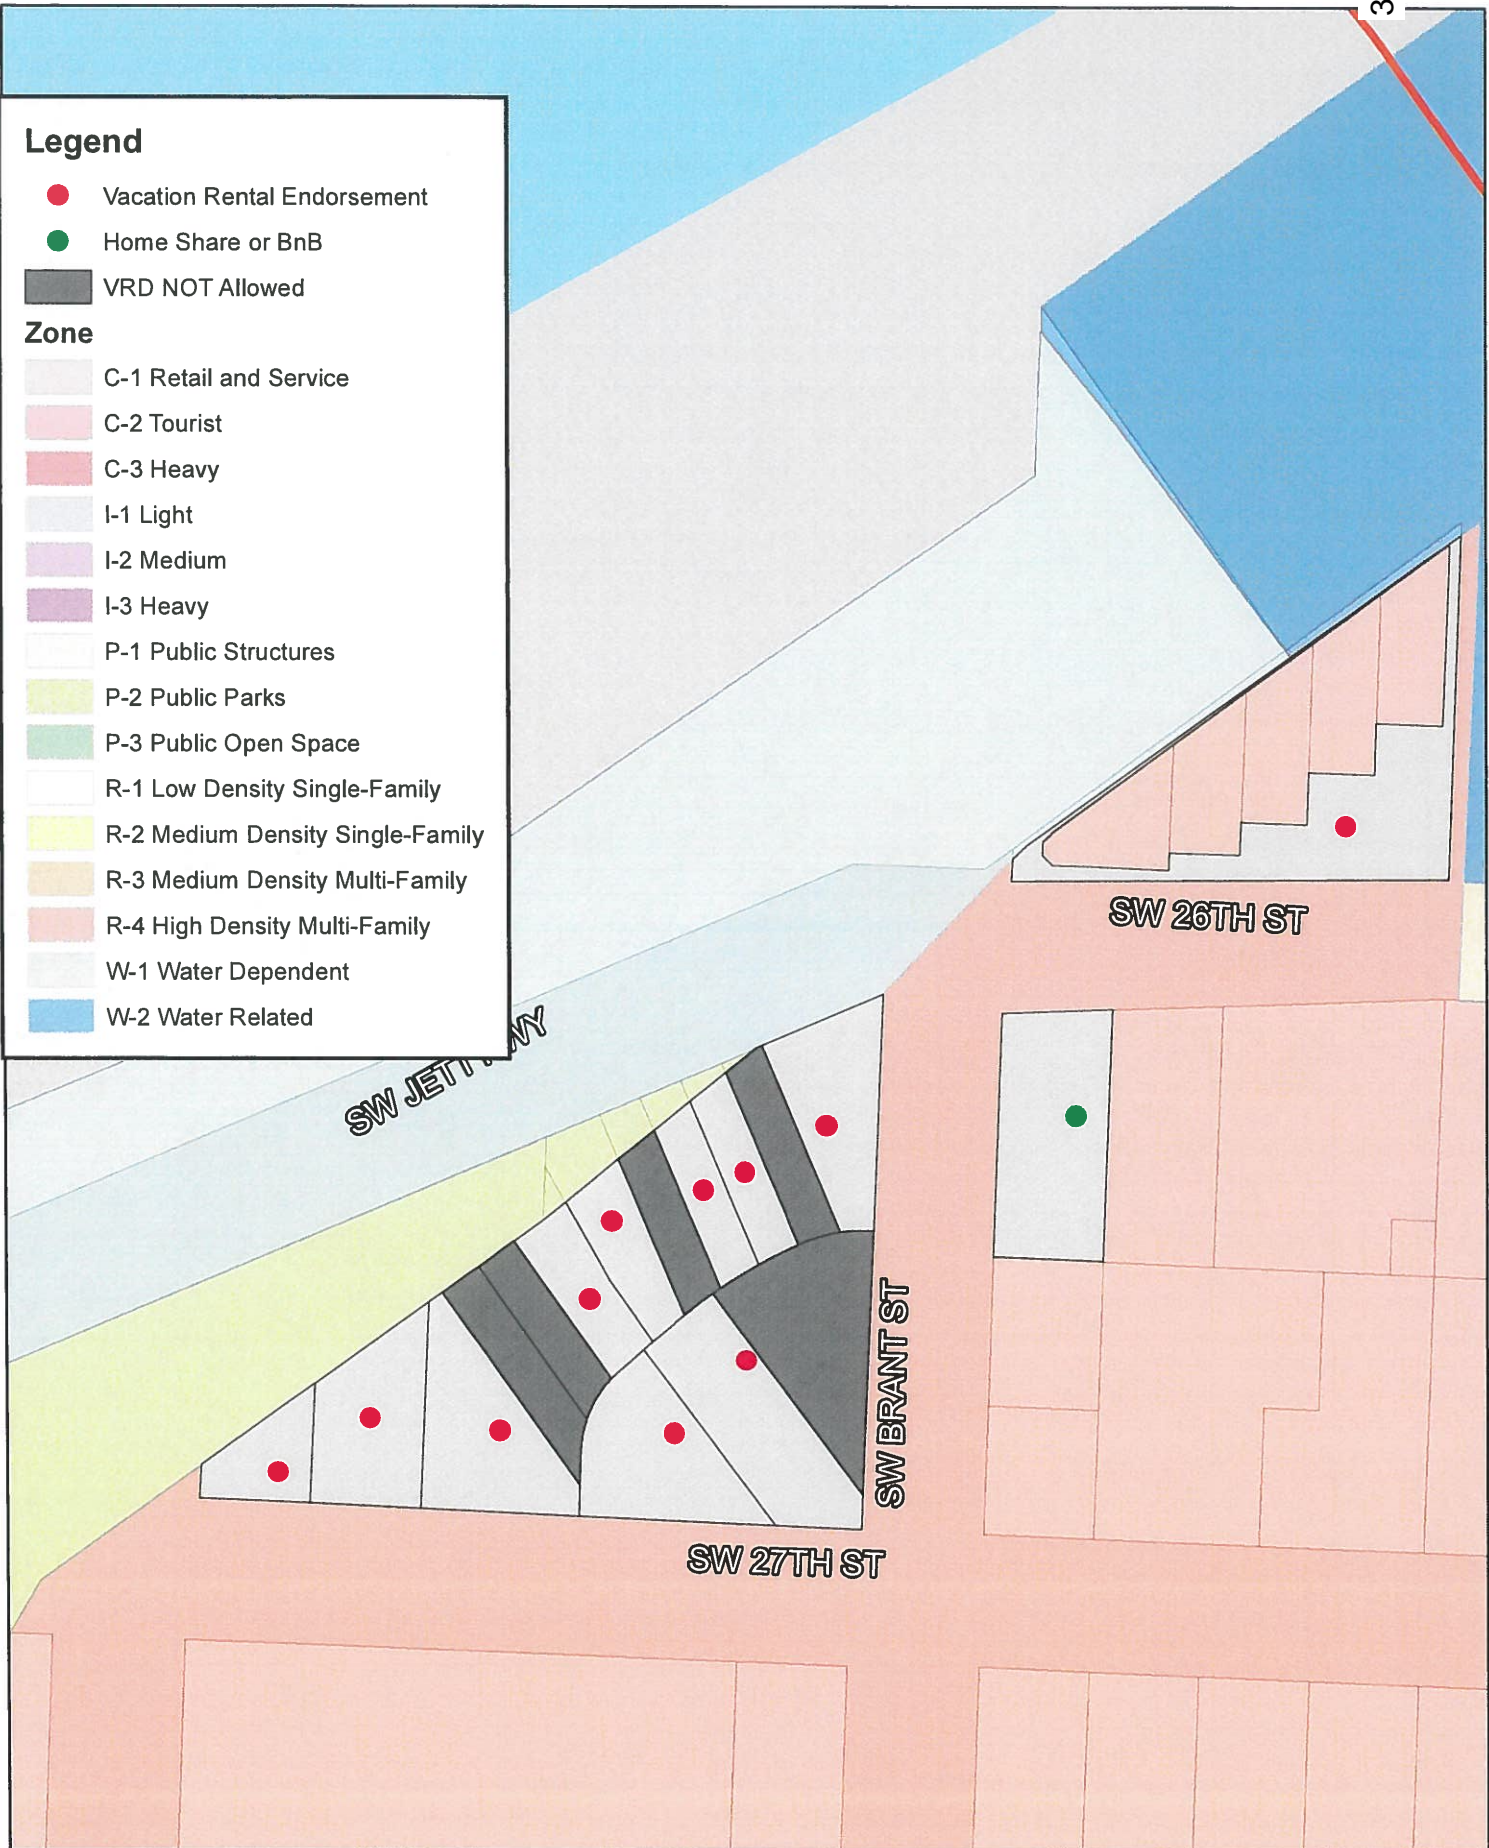 3
Legend
Vacation Rental Endorsement
Home Share or BnB
VRD NOT Allowed
Zone
C-1 Retail and Service
C-2 Tourist
C-3 Heavy
I-1 Light
I-2 Medium
I-3 Heavy
P-1 Public Structures
P-2 Public Parks
P-3 Public Open Space
R-1 Low Density Single-Family
R-2 Medium Density Single-Family
R-3 Medium Density Multi-Family
R-4 High Density Multi-Family
W-1 Water Dependent
W-2 Water Related
SW 26TH ST
SW JETTY WY
SW BRANT ST
SW 27TH ST